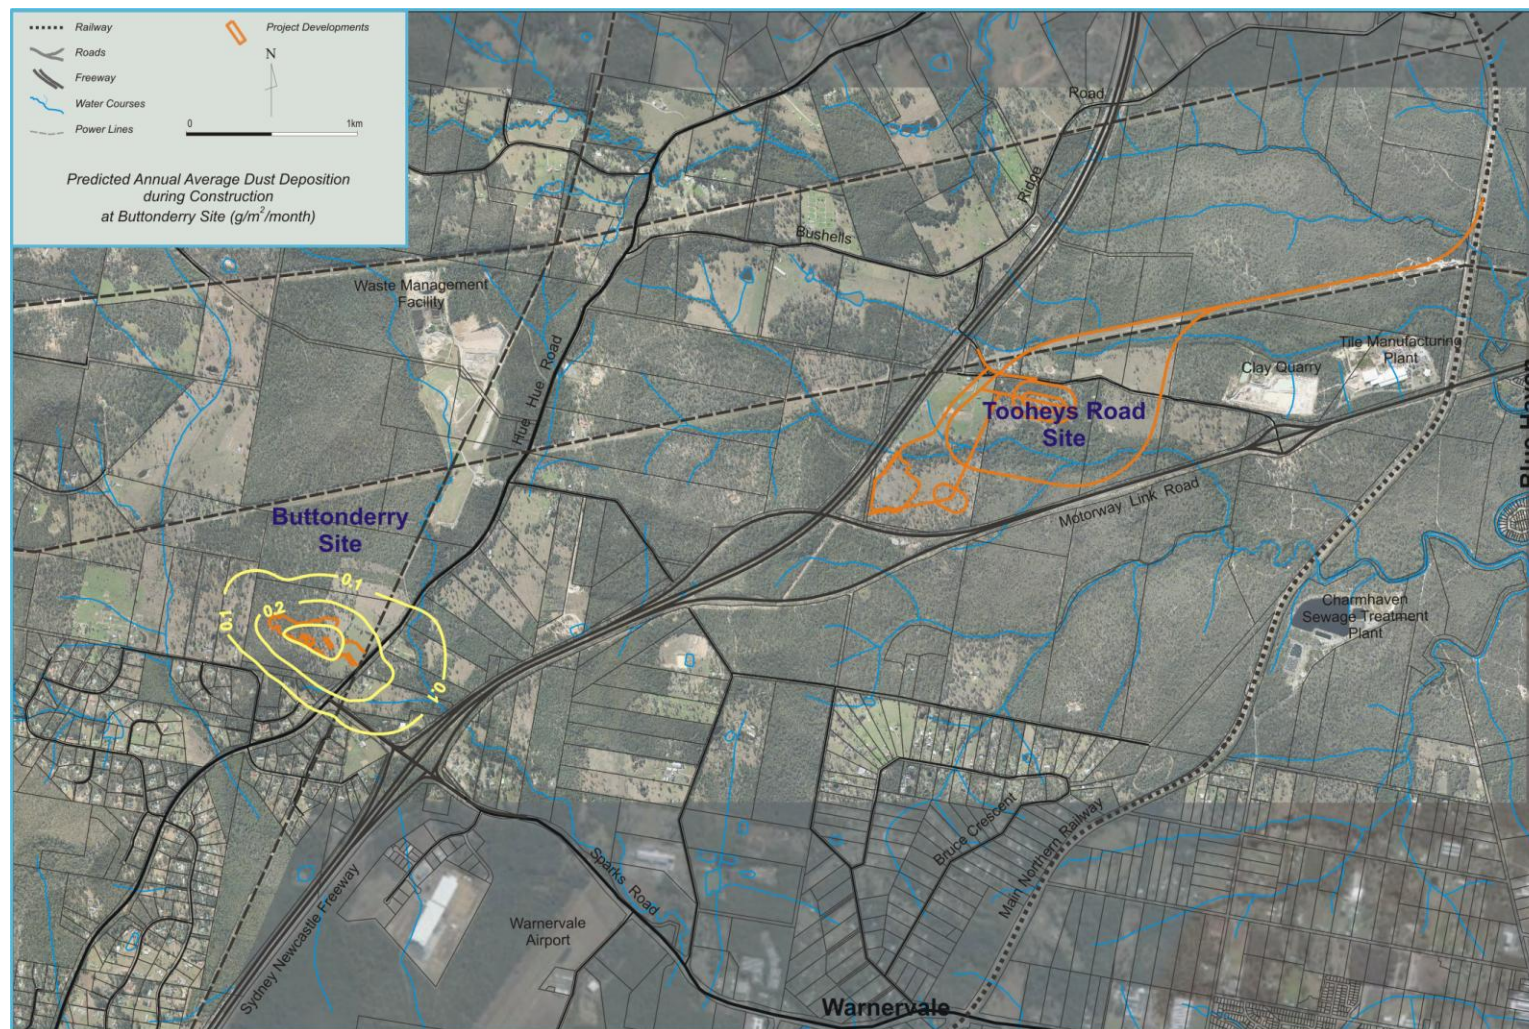 Railway
Roads
Freeway
Water Courses
Power Lines
Project Developments
N
0 1km
Predicted Annual Average Dust Deposition
during Construction
at Buttonderry Site (g/m²/month)
Road
Ridge
Bushells
Waste Management
Facility
Hue Road
Hue
Tile Manufacturing
Plant
Clay Quarry
Tooheys Road
Site
Blue Haven
Motorway Link Road
Buttonderry
Site
0.1
0.1
0.2
0.1
Charmhaven
Sewage Treatment
Plant
Bruce Crescent
Main Northern Railway
Sparks Road
Sydney Newcastle Freeway
Warnervale
Airport
Warnervale